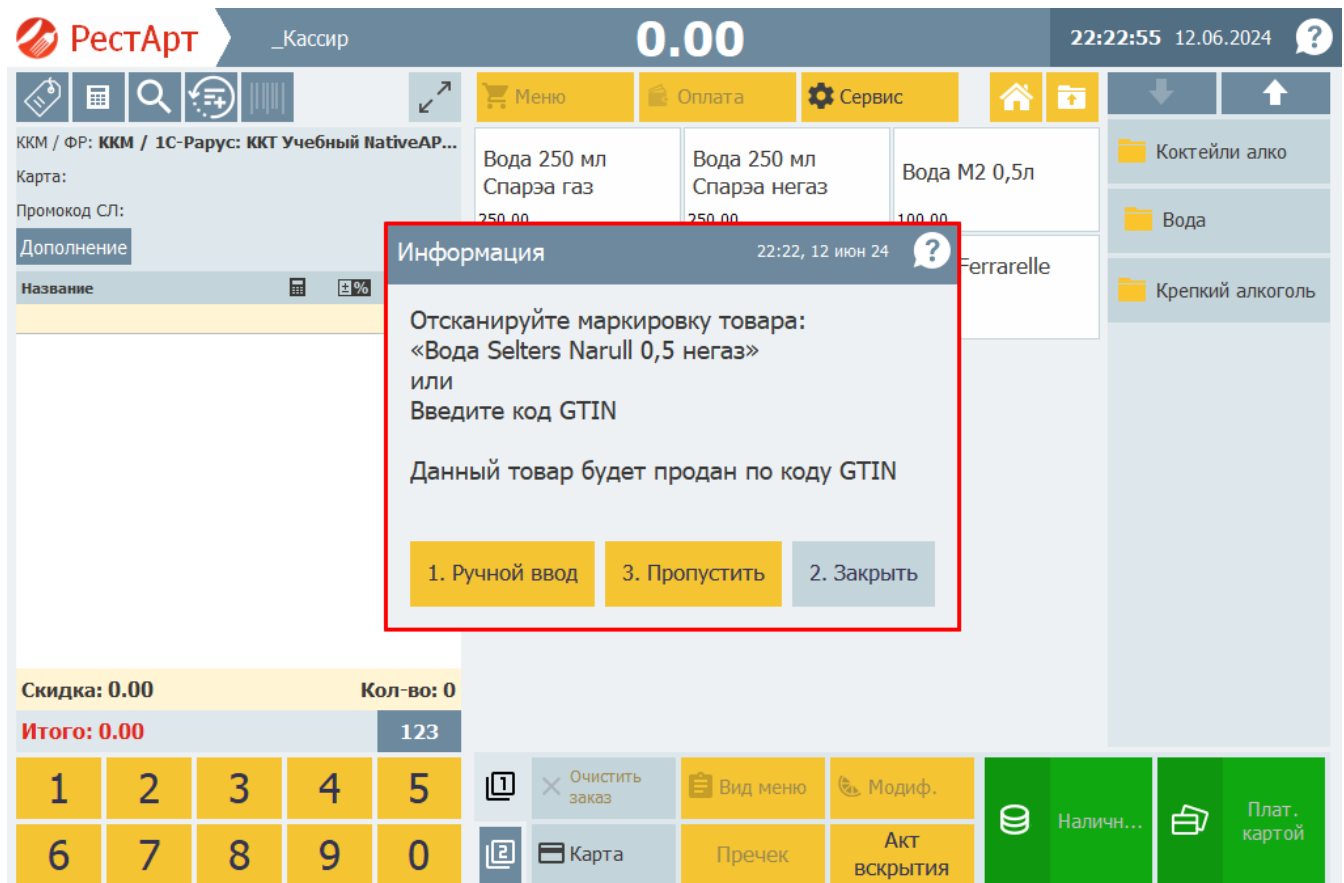 РестАрт
_Кассир
0.00
22:22:55 12.06.2024
?
ККМ / ФР: ККМ / 1С-Рарус: ККТ Учебный NativeAP...
Карта:
Промокод СЛ:
Дополнение
Название
±%
Меню
Оплата
Сервис
Вода 250 мл
Спарэа газ
250.00
Вода 250 мл
Спарэа негаз
250.00
Вода М2 0,5л
100.00
Ferrarelle
Коктейли алко
Вода
Крепкий алкоголь
Информация
22:22, 12 июн 24
?
Отсканируйте маркировку товара:
«Вода Selters Narull 0,5 негаз»
или
Введите код GTIN
Данный товар будет продан по коду GTIN
1. Ручной ввод
3. Пропустить
2. Закрыть
Скидка: 0.00
Кол-во: 0
Итого: 0.00
123
1 2 3 4 5
6 7 8 9 0
1
Очистить
заказ
Вид меню
Модиф.
2
Карта
Пречек
Акт
вскрытия
Наличн...
Плат.
картой